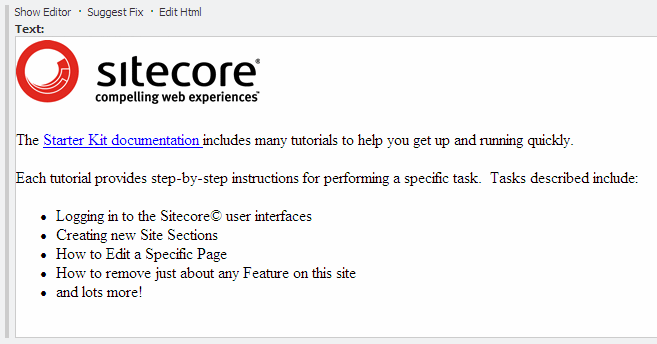 Show Editor · Suggest Fix · Edit Html
Text:
sitecore®
compelling web experiences™
The Starter Kit documentation includes many tutorials to help you get up and running quickly.
Each tutorial provides step-by-step instructions for performing a specific task.  Tasks described include:
• Logging in to the Sitecore© user interfaces
• Creating new Site Sections
• How to Edit a Specific Page
• How to remove just about any Feature on this site
• and lots more!